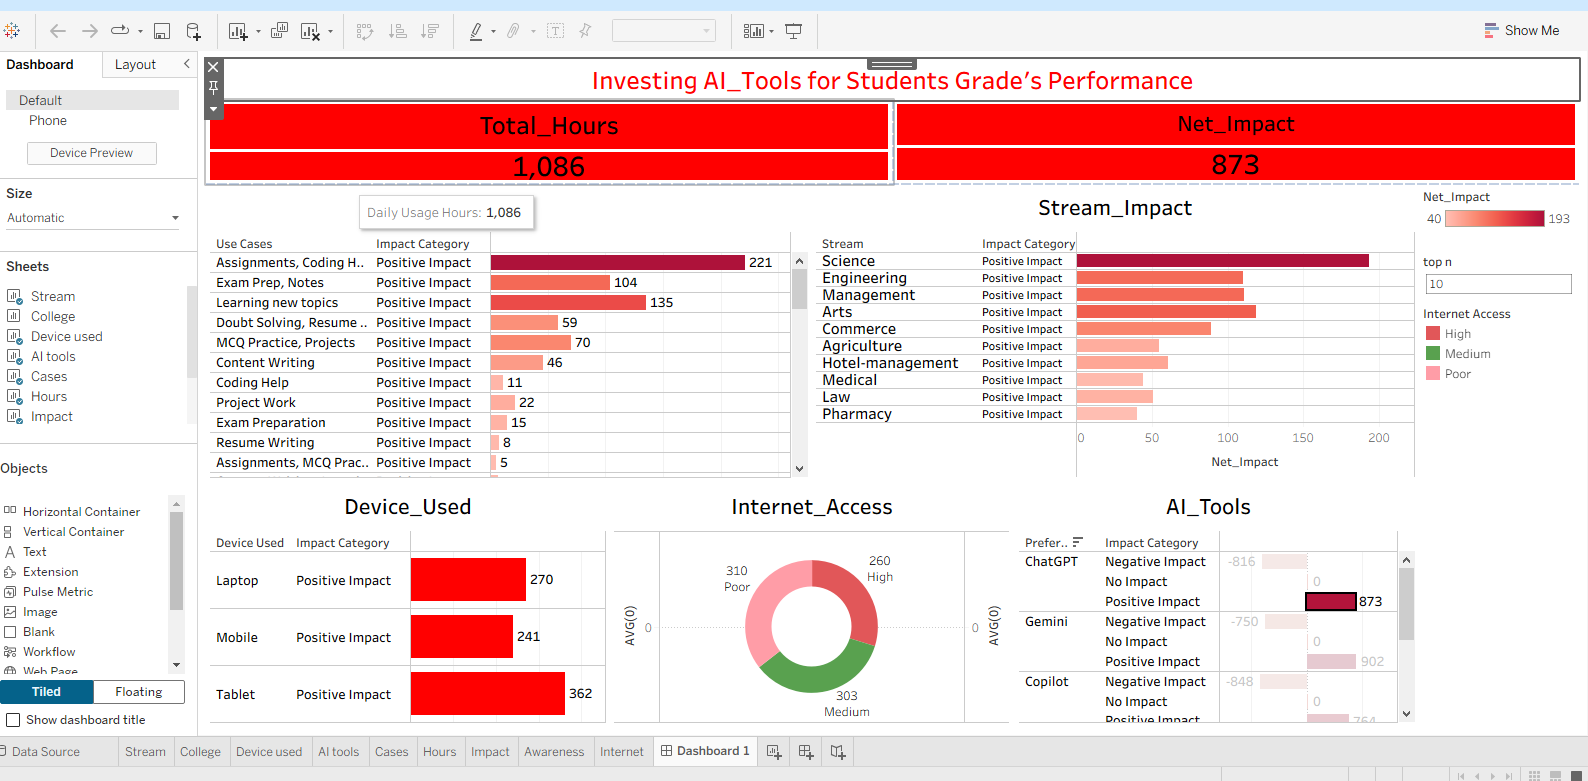 Show Me
Dashboard
Layout
Default
Phone
Device Preview
Size
Automatic
Sheets
Stream
College
Device used
AI tools
Cases
Hours
Impact
Objects
Horizontal Container
Vertical Container
Text
Extension
Pulse Metric
Image
Blank
Workflow
Web Page
Tiled
Floating
Show dashboard title
Investing AI_Tools for Students Grade's Performance
Total_Hours
1,086
Net_Impact
873
Daily Usage Hours: 1,086
Use Cases Impact Category
Assignments, Coding H.. Positive Impact 221
Exam Prep, Notes Positive Impact 104
Learning new topics Positive Impact 135
Doubt Solving, Resume .. Positive Impact 59
MCQ Practice, Projects Positive Impact 70
Content Writing Positive Impact 46
Coding Help Positive Impact 11
Project Work Positive Impact 22
Exam Preparation Positive Impact 15
Resume Writing Positive Impact 8
Assignments, MCQ Prac.. Positive Impact 5
Stream_Impact
Stream Impact Category
Science Positive Impact
Engineering Positive Impact
Management Positive Impact
Arts Positive Impact
Commerce Positive Impact
Agriculture Positive Impact
Hotel-management Positive Impact
Medical Positive Impact
Law Positive Impact
Pharmacy Positive Impact
0 50 100 150 200
Net_Impact
Net_Impact
40 193
top n
10
Internet Access
High
Medium
Poor
Device_Used
Device Used Impact Category
Laptop Positive Impact 270
Mobile Positive Impact 241
Tablet Positive Impact 362
Internet_Access
AVG(0)
0
310
Poor
260
High
303
Medium
0
AVG(0)
AI_Tools
Prefer.. Impact Category
ChatGPT Negative Impact -816
No Impact 0
Positive Impact 873
Gemini Negative Impact -750
No Impact 0
Positive Impact 902
Copilot Negative Impact -848
No Impact 0
Positive Impact 764
Data Source
Stream
College
Device used
AI tools
Cases
Hours
Impact
Awareness
Internet
Dashboard 1